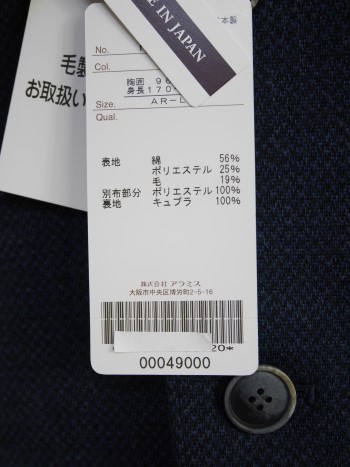 IN JAPAN
本製
毛製
お取扱い
No.
Col.
胸囲 9
身長170
Size. AR-
Qual.
表地 綿 56%
ポリエステル 25%
毛 19%
別布部分 ポリエステル 100%
裏地 キュプラ 100%
株式会社 アラミス
大阪市中央区博労町2-5-16
20*
00049000